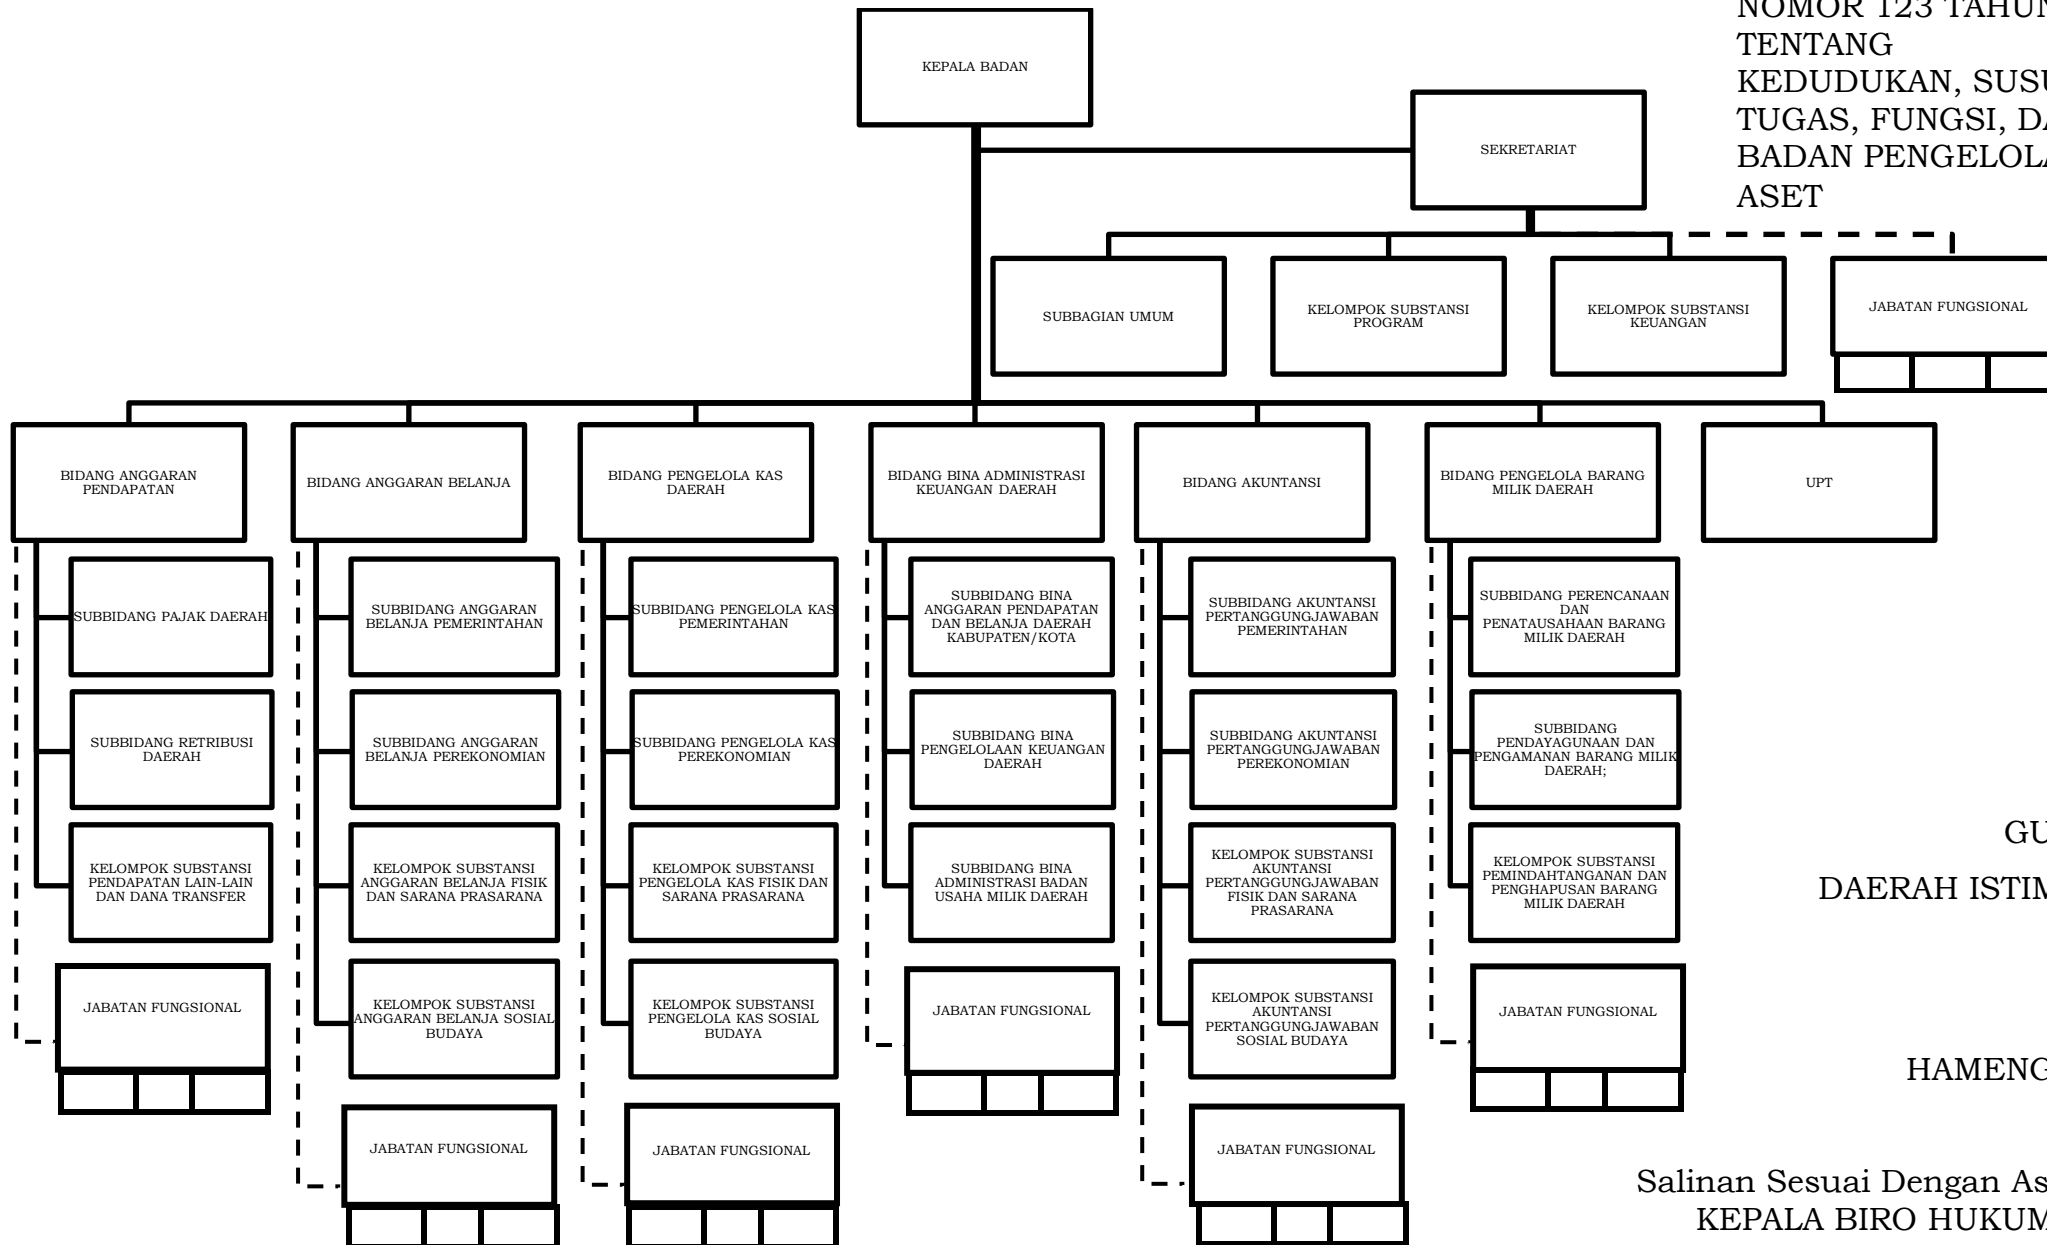 NOMOR 123 TAHUN
TENTANG
KEDUDUKAN,
TUGAS, FUNGSI,
BADAN
ASET
KEPALA BADAN
SEKRETARIAT
SUBBAGIAN UMUM
KELOMPOK SUBSTANSI
PROGRAM
KELOMPOK SUBSTANSI
KEUANGAN
JABATAN FUNGSIONAL
BIDANG ANGGARAN
PENDAPATAN
BIDANG ANGGARAN BELANJA
BIDANG PENGELOLA KAS
DAERAH
BIDANG BINA ADMINISTRASI
KEUANGAN DAERAH
BIDANG AKUNTANSI
BIDANG PENGELOLA BARANG
MILIK DAERAH
UPT
SUBBIDANG PAJAK DAERAH
SUBBIDANG RETRIBUSI
DAERAH
KELOMPOK SUBSTANSI
PENDAPATAN LAIN-LAIN
DAN DANA TRANSFER
JABATAN FUNGSIONAL
SUBBIDANG ANGGARAN
BELANJA PEMERINTAHAN
SUBBIDANG ANGGARAN
BELANJA PEREKONOMIAN
KELOMPOK SUBSTANSI
ANGGARAN BELANJA FISIK
DAN SARANA PRASARANA
KELOMPOK SUBSTANSI
ANGGARAN BELANJA SOSIAL
BUDAYA
JABATAN FUNGSIONAL
SUBBIDANG PENGELOLA KAS
PEMERINTAHAN
SUBBIDANG PENGELOLA KAS
PEREKONOMIAN
KELOMPOK SUBSTANSI
PENGELOLA KAS FISIK DAN
SARANA PRASARANA
KELOMPOK SUBSTANSI
PENGELOLA KAS SOSIAL
BUDAYA
JABATAN FUNGSIONAL
SUBBIDANG BINA
ANGGARAN PENDAPATAN
DAN BELANJA DAERAH
KABUPATEN/KOTA
SUBBIDANG BINA
PENGELOLAAN KEUANGAN
DAERAH
SUBBIDANG BINA
ADMINISTRASI BADAN
USAHA MILIK DAERAH
JABATAN FUNGSIONAL
SUBBIDANG AKUNTANSI
PERTANGGUNGJAWABAN
PEMERINTAHAN
SUBBIDANG AKUNTANSI
PERTANGGUNGJAWABAN
PEREKONOMIAN
KELOMPOK SUBSTANSI
AKUNTANSI
PERTANGGUNGJAWABAN
FISIK DAN SARANA
PRASARANA
KELOMPOK SUBSTANSI
AKUNTANSI
PERTANGGUNGJAWABAN
SOSIAL BUDAYA
JABATAN FUNGSIONAL
SUBBIDANG PERENCANAAN
DAN
PENATAUSAHAAN BARANG
MILIK DAERAH
SUBBIDANG
PENDAYAGUNAAN DAN
PENGAMANAN BARANG MILIK
DAERAH;
KELOMPOK SUBSTANSI
PEMINDAHTANGANAN DAN
PENGHAPUSAN BARANG
MILIK DAERAH
JABATAN FUNGSIONAL
DAERAH
Salinan Sesuai Dengan
KEPALA BIRO HUKUM